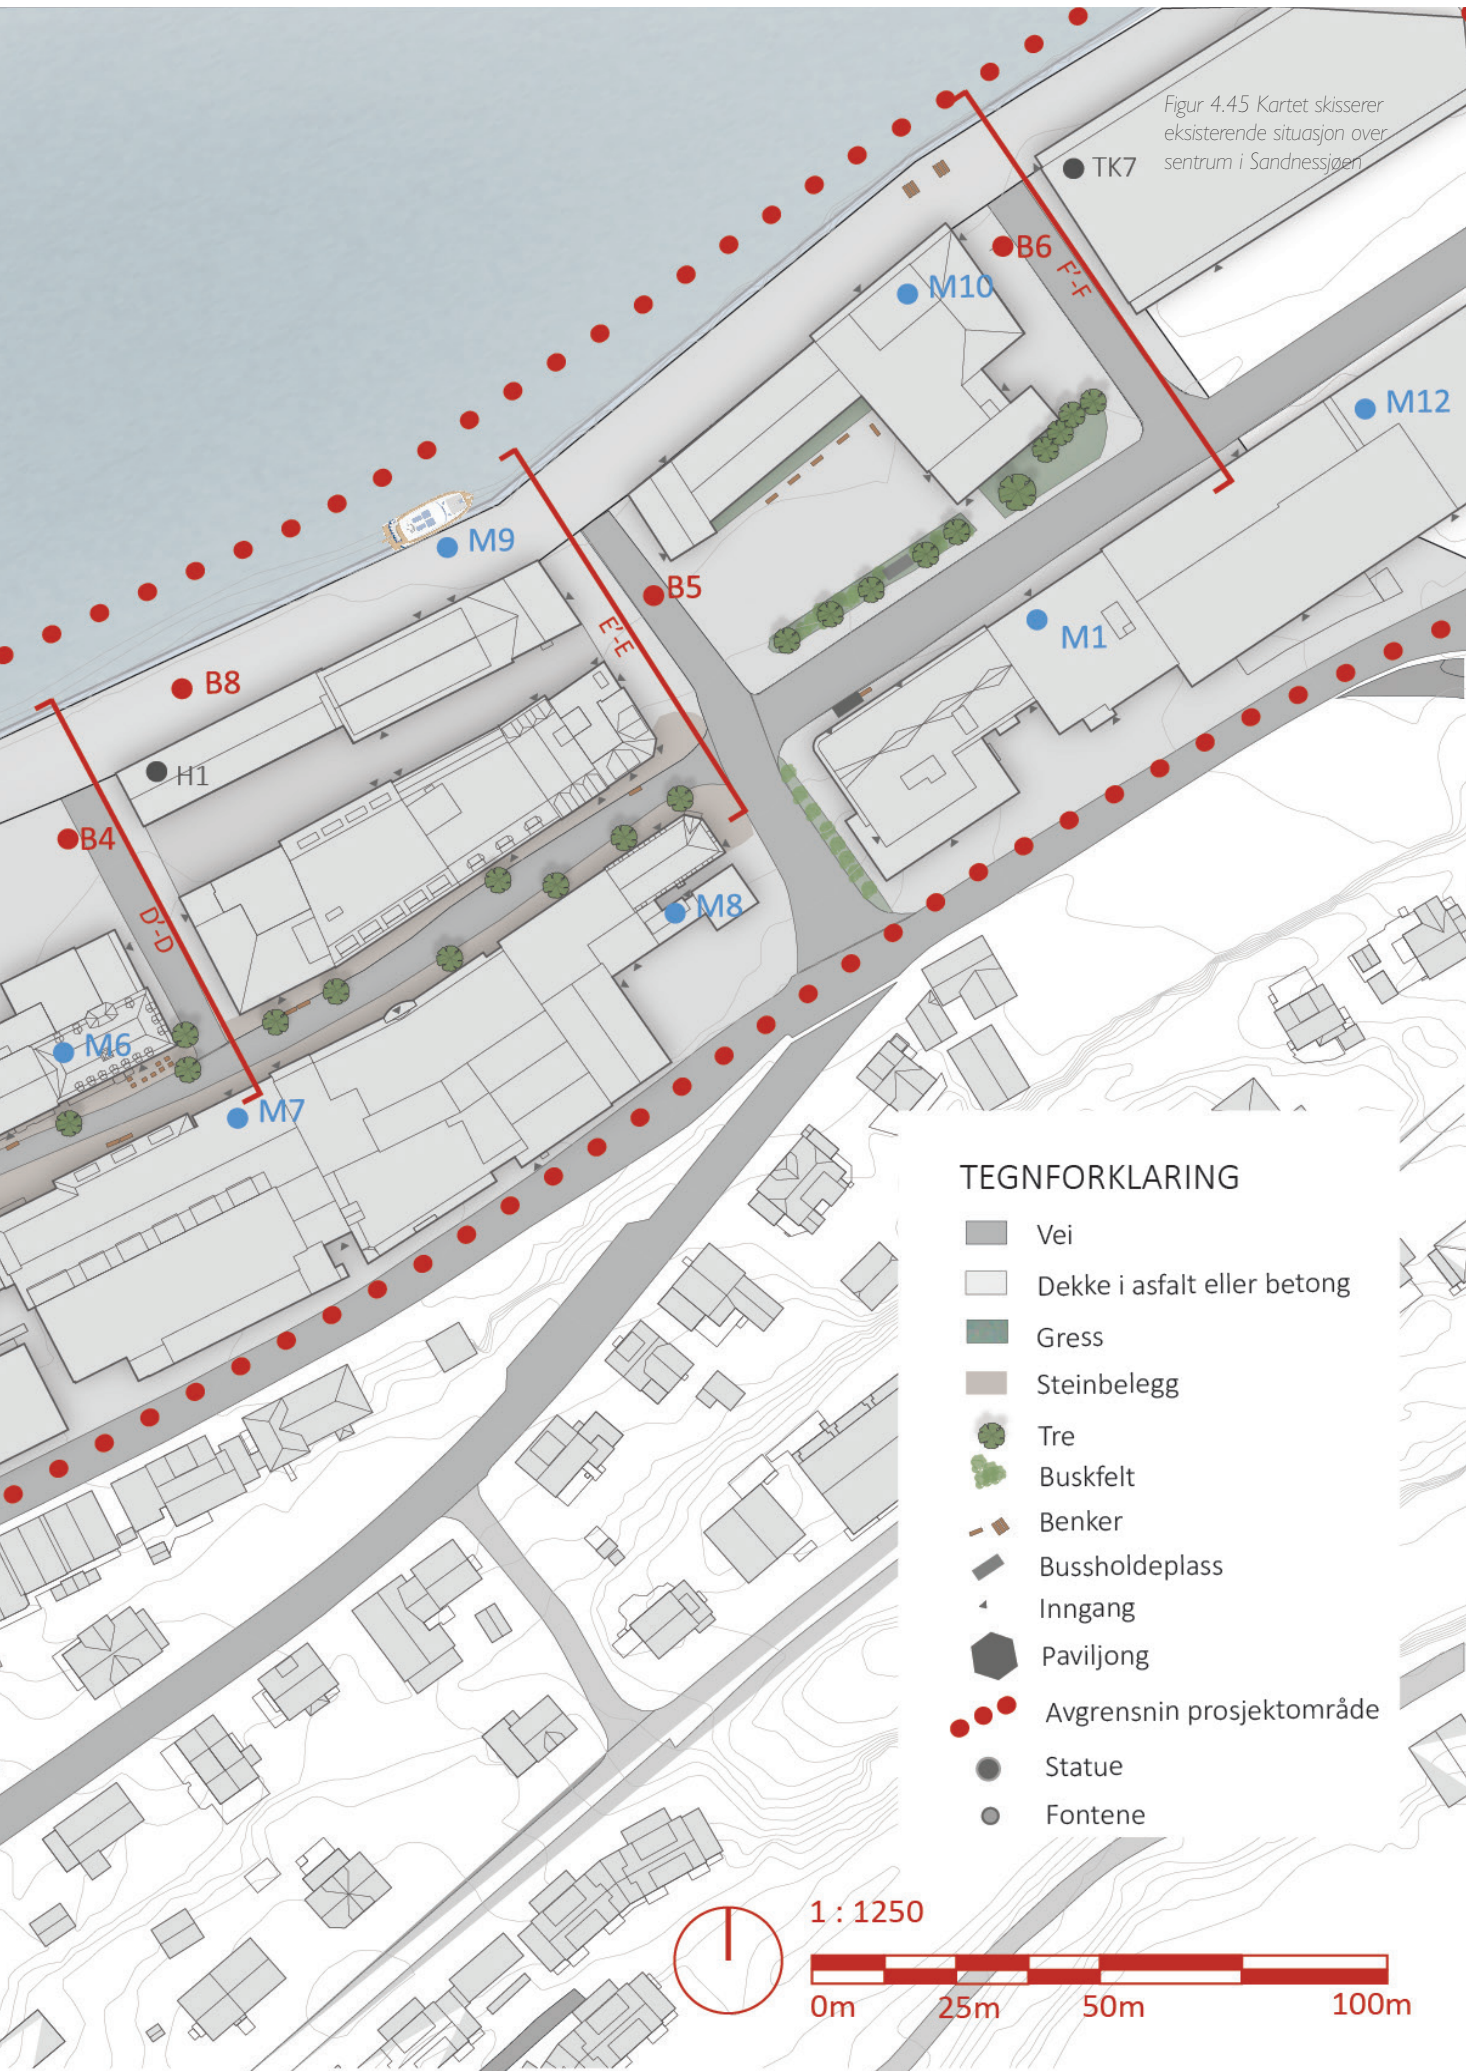 Figur 4.45 Kartet skisserer
eksisterende situasjon over
sentrum i Sandnessjøen
TK7
B6
F'-F
M10
M12
M9
B5
E'-E
M1
B8
H1
B4
D'-D
M8
M6
M7
TEGNFORKLARING
Vei
Dekke i asfalt eller betong
Gress
Steinbelegg
Tre
Buskfelt
Benker
Bussholdeplass
Inngang
Paviljong
Avgrensnin prosjektområde
Statue
Fontene
1 : 1250
0m 25m 50m 100m